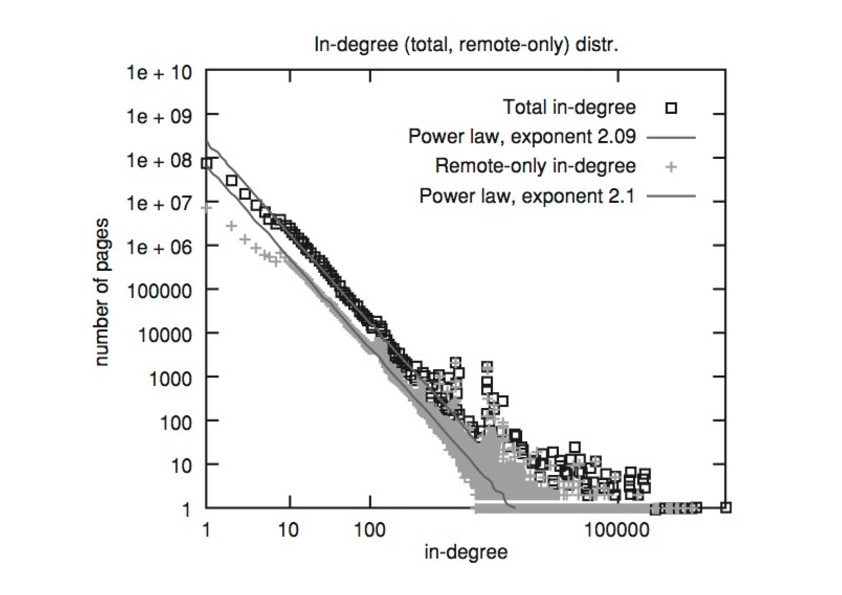 In-degree (total, remote-only) distr.
1e + 10
1e + 09
1e + 08
1e + 07
1e + 06
100000
10000
1000
100
10
1
number of pages
Total in-degree
Power law, exponent 2.09
Remote-only in-degree
Power law, exponent 2.1
1 10 100 100000
in-degree